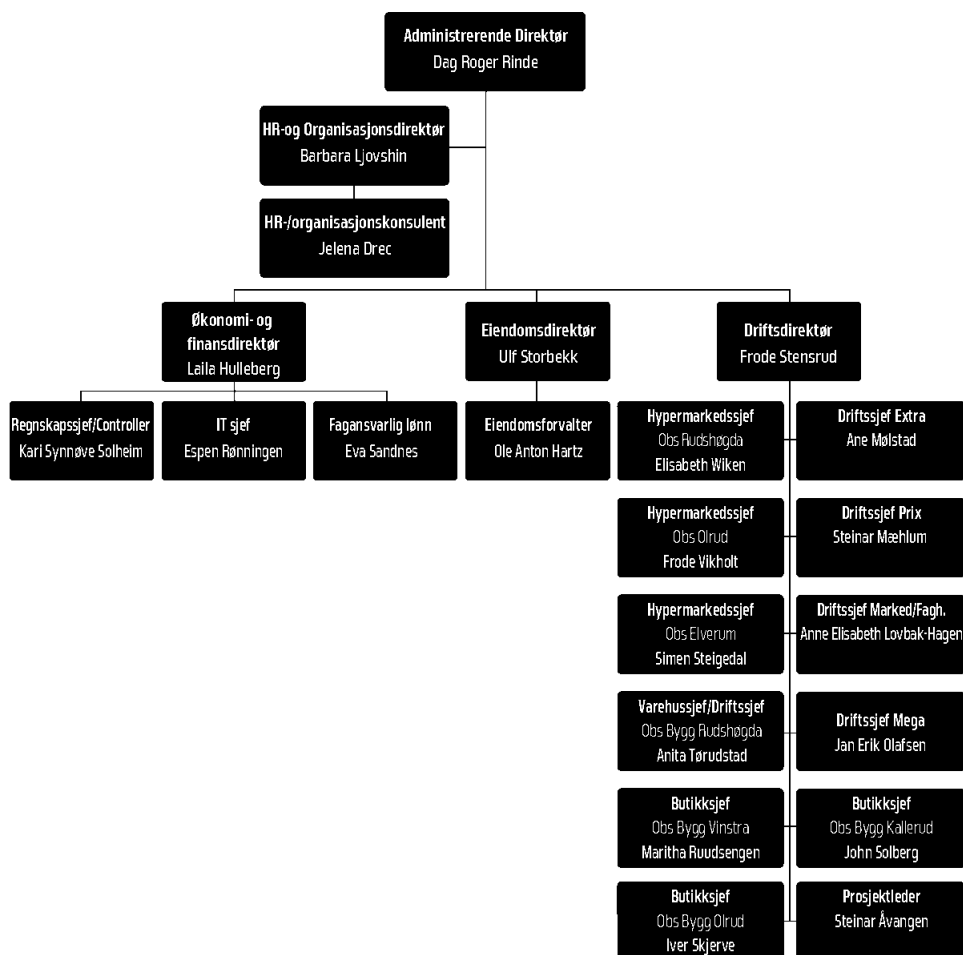 Administrerende Direktør
Dag Roger Rinde
HR-og Organisasjonsdirektør
Barbara Ljovshin
HR-/organisasjonskonsulent
Jelena Drec
Økonomi- og
finansdirektør
Laila Hulleberg
Eiendomsdirektør
Ulf Storbekk
Driftsdirektør
Frode Stensrud
Regnskapssjef/Controller
Kari Synnøve Solheim
IT sjef
Espen Rønningen
Fagansvarlig lønn
Eva Sandnes
Eiendomsforvalter
Ole Anton Hartz
Hypermarkedssjef
Obs Rudshøgda
Elisabeth Wiken
Driftssjef Extra
Ane Mølstad
Hypermarkedssjef
Obs Olrud
Frode Vikholt
Driftssjef Prix
Steinar Mæhlum
Hypermarkedssjef
Obs Elverum
Simen Steigedal
Driftssjef Marked/Fagh.
Anne Elisabeth Lovbak-Hagen
Varehussjef/Driftssjef
Obs Bygg Rudshøgda
Anita Tørudstad
Driftssjef Mega
Jan Erik Olafsen
Butikksjef
Obs Bygg Vinstra
Maritha Ruudsengen
Butikksjef
Obs Bygg Kallerud
John Solberg
Butikksjef
Obs Bygg Olrud
Iver Skjerve
Prosjektleder
Steinar Åvangen